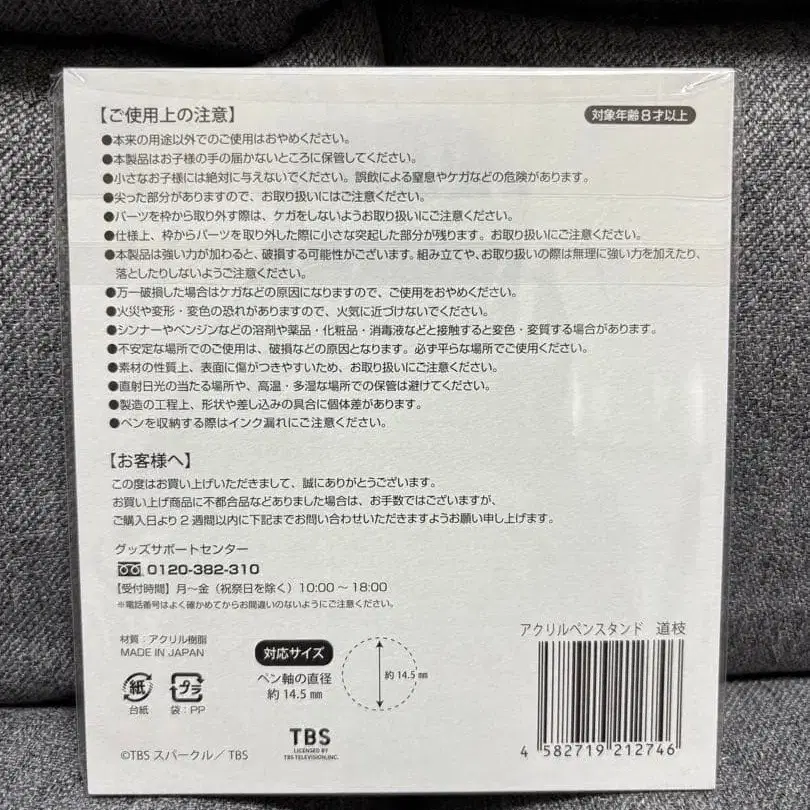 【ご使用上の注意】
対象年齢8才以上
●本来の用途以外でのご使用はおやめください。
●本製品はお子様の手の届かないところに保管してください。
●小さなお子様には絶対に与えないでください。誤飲による窒息やケガなどの危険があります。
●尖った部分がありますので、お取り扱いにはご注意ください。
●パーツを枠から取り外す際は、ケガをしないようお取り扱いにご注意ください。
●仕様上、枠からパーツを取り外した際に小さな突起した部分が残ります。お取り扱いにご注意ください。
●本製品は強い力が加わると、破損する可能性がございます。組み立てや、お取り扱いの際は無理に強い力を加えたり、
落としたりしないようご注意ください。
●万一破損した場合はケガなどの原因になりますので、ご使用をおやめください。
●火災や変形・変色の恐れがありますので、火気に近づけないでください。
●シンナーやベンジンなどの溶剤や薬品・化粧品・消毒液などと接触すると変色・変質する場合があります。
●不安定な場所でのご使用は、破損などの原因となります。必ず平らな場所でご使用ください。
●素材の性質上、表面に傷がつきやすいため、お取り扱いにご注意ください。
●直射日光の当たる場所や、高温・多湿な場所での保管は避けてください。
●製造の工程上、形状や差し込みの具合に個体差があります。
●ペンを収納する際はインク漏れにご注意ください。
【お客様へ】
この度はお買い上げいただきまして、誠にありがとうございます。
お買い上げ商品に不都合品などありました場合は、お手数ではございますが、
ご購入日より2週間以内に下記までお問い合わせいただきますようお願い申し上げます。
グッズサポートセンター
0120-382-310
【受付時間】月～金（祝祭日を除く）10:00～18:00
※電話番号はよく確かめてからお間違いのないようにご注意ください。
材質：アクリル樹脂
MADE IN JAPAN
紙
台紙
プラ
袋：PP
対応サイズ
ペン軸の直径
約14.5㎜
約14.5㎜
アクリルペンスタンド 道枝
4 582719 212746
TBS
LICENSED BY
TBS TELEVISION,INC.
©TBS スパークル／TBS